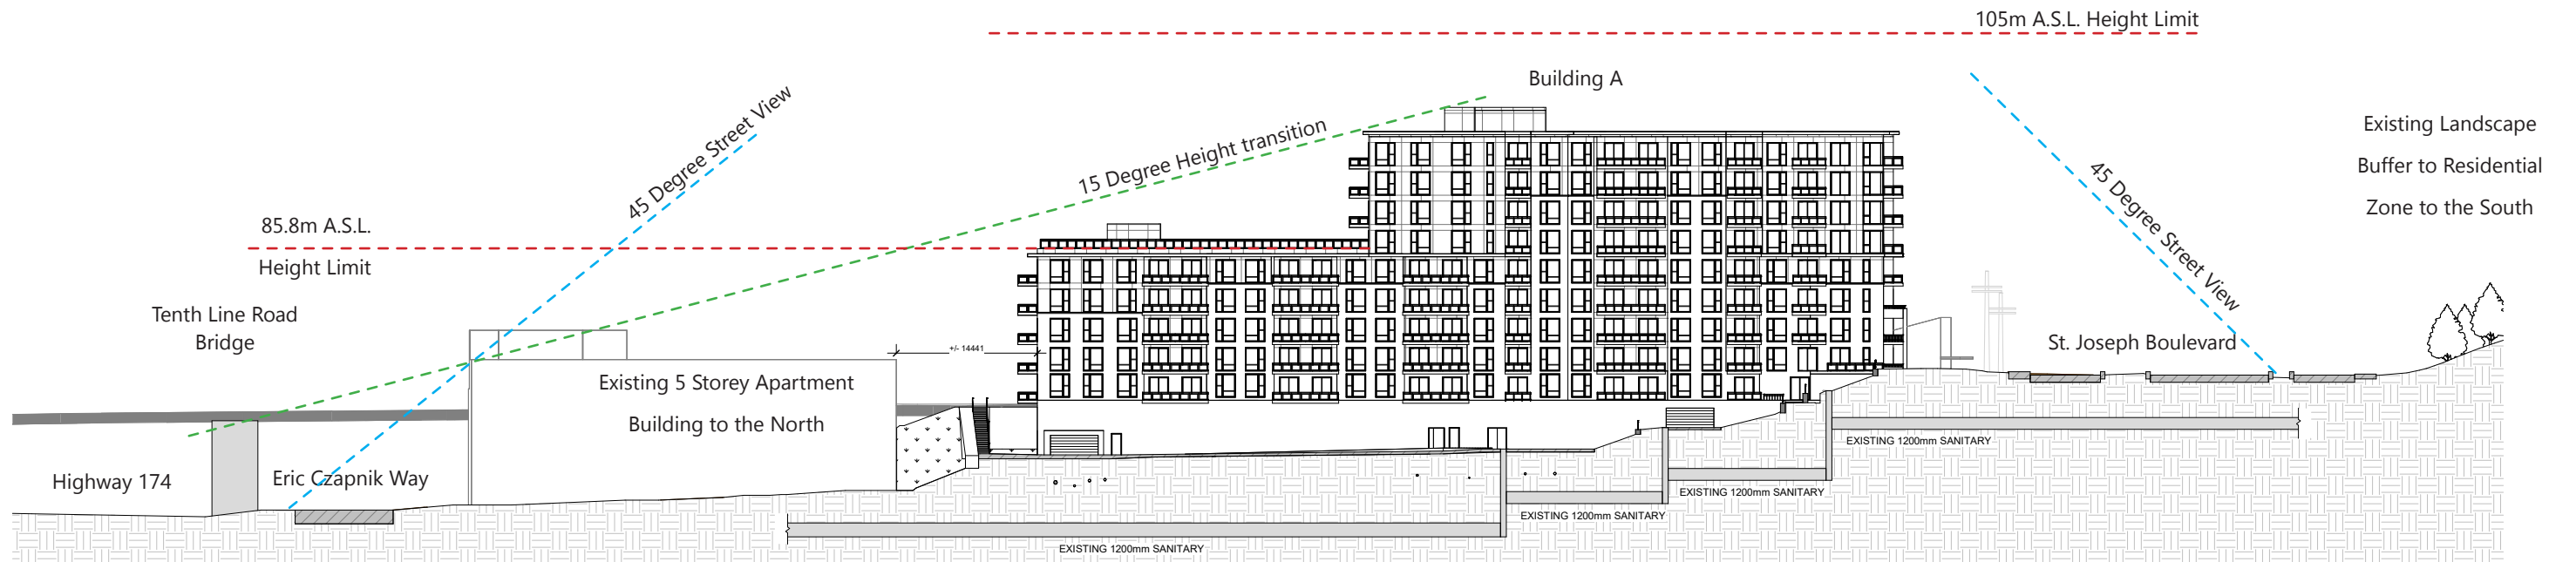 105m A.S.L. Height Limit
Building A
45 Degree Street View
15 Degree Height transition
Existing Landscape
Buffer to Residential
Zone to the South
85.8m A.S.L.
Height Limit
45 Degree Street View
Tenth Line Road
Bridge
St. Joseph Boulevard
+/- 14441
Existing 5 Storey Apartment
Building to the North
Highway 174
Eric Czapnik Way
EXISTING 1200mm SANITARY
EXISTING 1200mm SANITARY
EXISTING 1200mm SANITARY
EXISTING 1200mm SANITARY